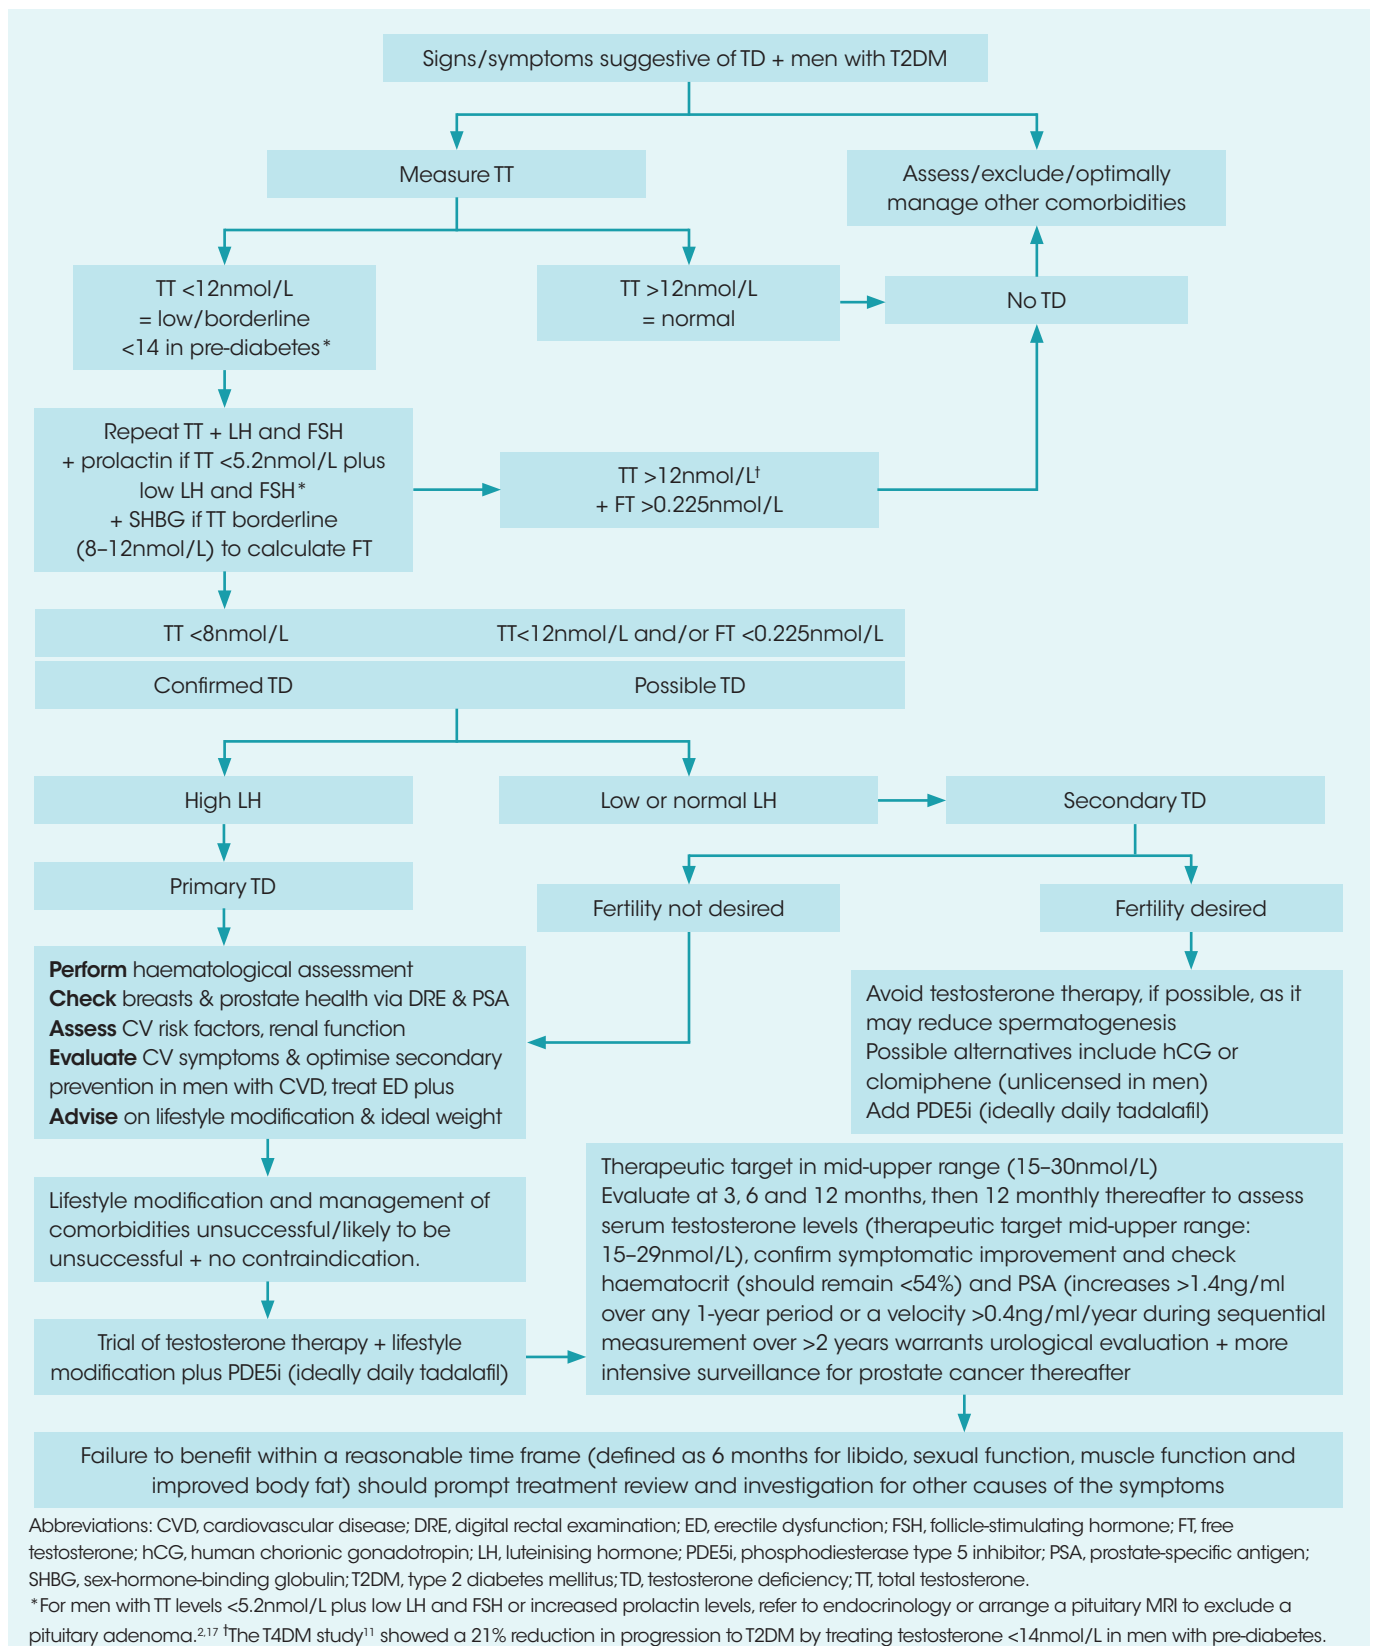 Signs/symptoms suggestive of TD + men with T2DM
Measure TT
Assess/exclude/optimally
manage other comorbidities
TT <12nmol/L
= low/borderline
<14 in pre-diabetes*
TT >12nmol/L
= normal
No TD
Repeat TT + LH and FSH
+ prolactin if TT <5.2nmol/L plus
low LH and FSH*
+ SHBG if TT borderline
(8–12nmol/L) to calculate FT
TT >12nmol/L†
+ FT >0.225nmol/L
TT <8nmol/L
TT<12nmol/L and/or FT <0.225nmol/L
Confirmed TD
Possible TD
High LH
Low or normal LH
Secondary TD
Primary TD
Fertility not desired
Fertility desired
Perform haematological assessment
Check breasts & prostate health via DRE & PSA
Assess CV risk factors, renal function
Evaluate CV symptoms & optimise secondary
prevention in men with CVD, treat ED plus
Advise on lifestyle modification & ideal weight
Avoid testosterone therapy, if possible, as it
may reduce spermatogenesis
Possible alternatives include hCG or
clomiphene (unlicensed in men)
Add PDE5i (ideally daily tadalafil)
Lifestyle modification and management of
comorbidities unsuccessful/likely to be
unsuccessful + no contraindication.
Trial of testosterone therapy + lifestyle
modification plus PDE5i (ideally daily tadalafil)
Therapeutic target in mid-upper range (15–30nmol/L)
Evaluate at 3, 6 and 12 months, then 12 monthly thereafter to assess
serum testosterone levels (therapeutic target mid-upper range:
15–29nmol/L), confirm symptomatic improvement and check
haematocrit (should remain <54%) and PSA (increases >1.4ng/ml
over any 1-year period or a velocity >0.4ng/ml/year during sequential
measurement over >2 years warrants urological evaluation + more
intensive surveillance for prostate cancer thereafter
Failure to benefit within a reasonable time frame (defined as 6 months for libido, sexual function, muscle function and
improved body fat) should prompt treatment review and investigation for other causes of the symptoms
Abbreviations: CVD, cardiovascular disease; DRE, digital rectal examination; ED, erectile dysfunction; FSH, follicle-stimulating hormone; FT, free
testosterone; hCG, human chorionic gonadotropin; LH, luteinising hormone; PDE5i, phosphodiesterase type 5 inhibitor; PSA, prostate-specific antigen;
SHBG, sex-hormone-binding globulin; T2DM, type 2 diabetes mellitus; TD, testosterone deficiency; TT, total testosterone.
*For men with TT levels <5.2nmol/L plus low LH and FSH or increased prolactin levels, refer to endocrinology or arrange a pituitary MRI to exclude a
pituitary adenoma.2,17 †The T4DM study11 showed a 21% reduction in progression to T2DM by treating testosterone <14nmol/L in men with pre-diabetes.